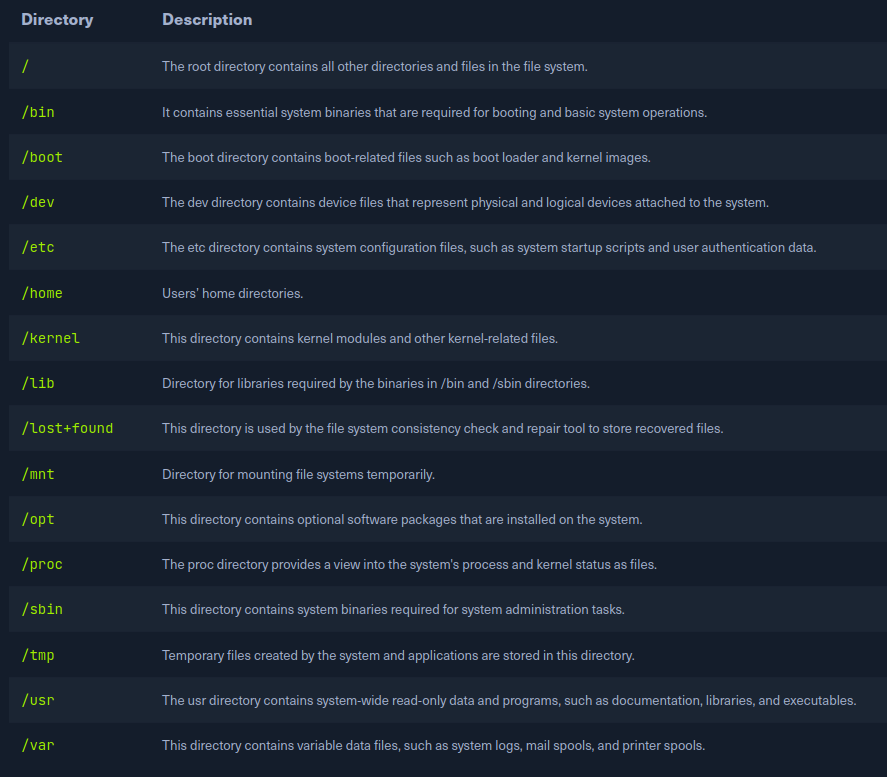 Directory Description
/ The root directory contains all other directories and files in the file system.
/bin It contains essential system binaries that are required for booting and basic system operations.
/boot The boot directory contains boot-related files such as boot loader and kernel images.
/dev The dev directory contains device files that represent physical and logical devices attached to the system.
/etc The etc directory contains system configuration files, such as system startup scripts and user authentication data.
/home Users’ home directories.
/kernel This directory contains kernel modules and other kernel-related files.
/lib Directory for libraries required by the binaries in /bin and /sbin directories.
/lost+found This directory is used by the file system consistency check and repair tool to store recovered files.
/mnt Directory for mounting file systems temporarily.
/opt This directory contains optional software packages that are installed on the system.
/proc The proc directory provides a view into the system's process and kernel status as files.
/sbin This directory contains system binaries required for system administration tasks.
/tmp Temporary files created by the system and applications are stored in this directory.
/usr The usr directory contains system-wide read-only data and programs, such as documentation, libraries, and executables.
/var This directory contains variable data files, such as system logs, mail spools, and printer spools.